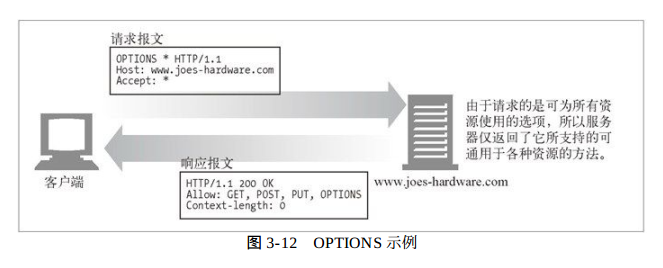 请求报文
OPTIONS * HTTP/1.1
Host: www.joes-hardware.com
Accept: *
由于请求的是可为所有资
源使用的选项，所以服务
器仅返回了它所支持的可
通用于各种资源的方法。
客户端
响应报文
HTTP/1.1 200 OK
Allow: GET, POST, PUT, OPTIONS
Context-length: 0
www.joes-hardware.com
图 3-12 OPTIONS 示例